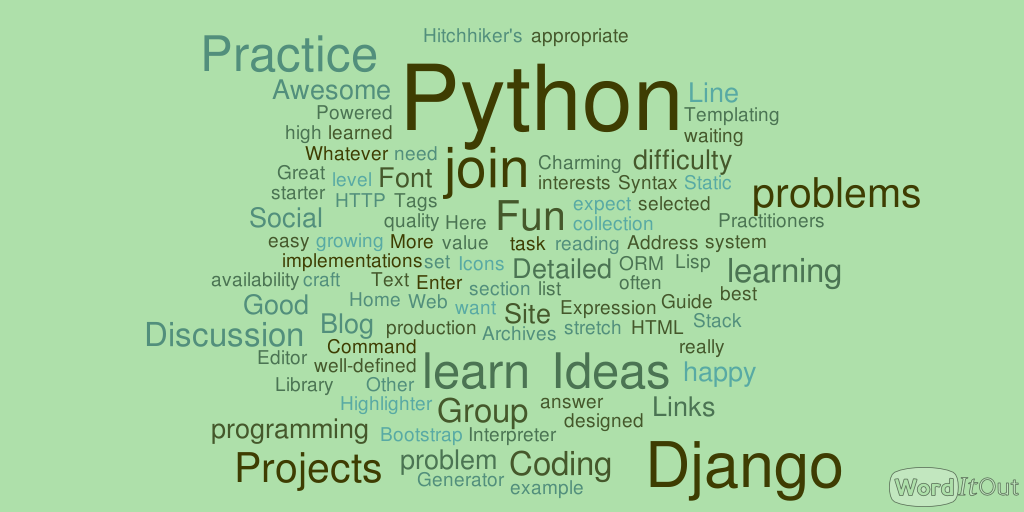 Hitchhiker's appropriate
Practice
Python
Awesome
Line
Powered
Templating
high learned
waiting
Whatever need
join
Charming difficulty
Great level Font
interests Syntax Static
starter
HTTP Tags
problems
expect selected
Social
quality Here
Fun
collection
Practitioners
easy growing More value
task reading Address system
implementations set Icons
Detailed ORM Lisp
learning
availability craft Text Enter
section list
often
best
Good
Home Web want
Site
Expression Guide
Discussion
Blog production
Archives stretch HTML Stack
Command
really
Editor
well-defined
learn Ideas happy
Library Other
Highlighter
Group
answer
Links
designed
programming
Bootstrap Interpreter
Projects
problem Coding
Django
Generator
example
WordItOut